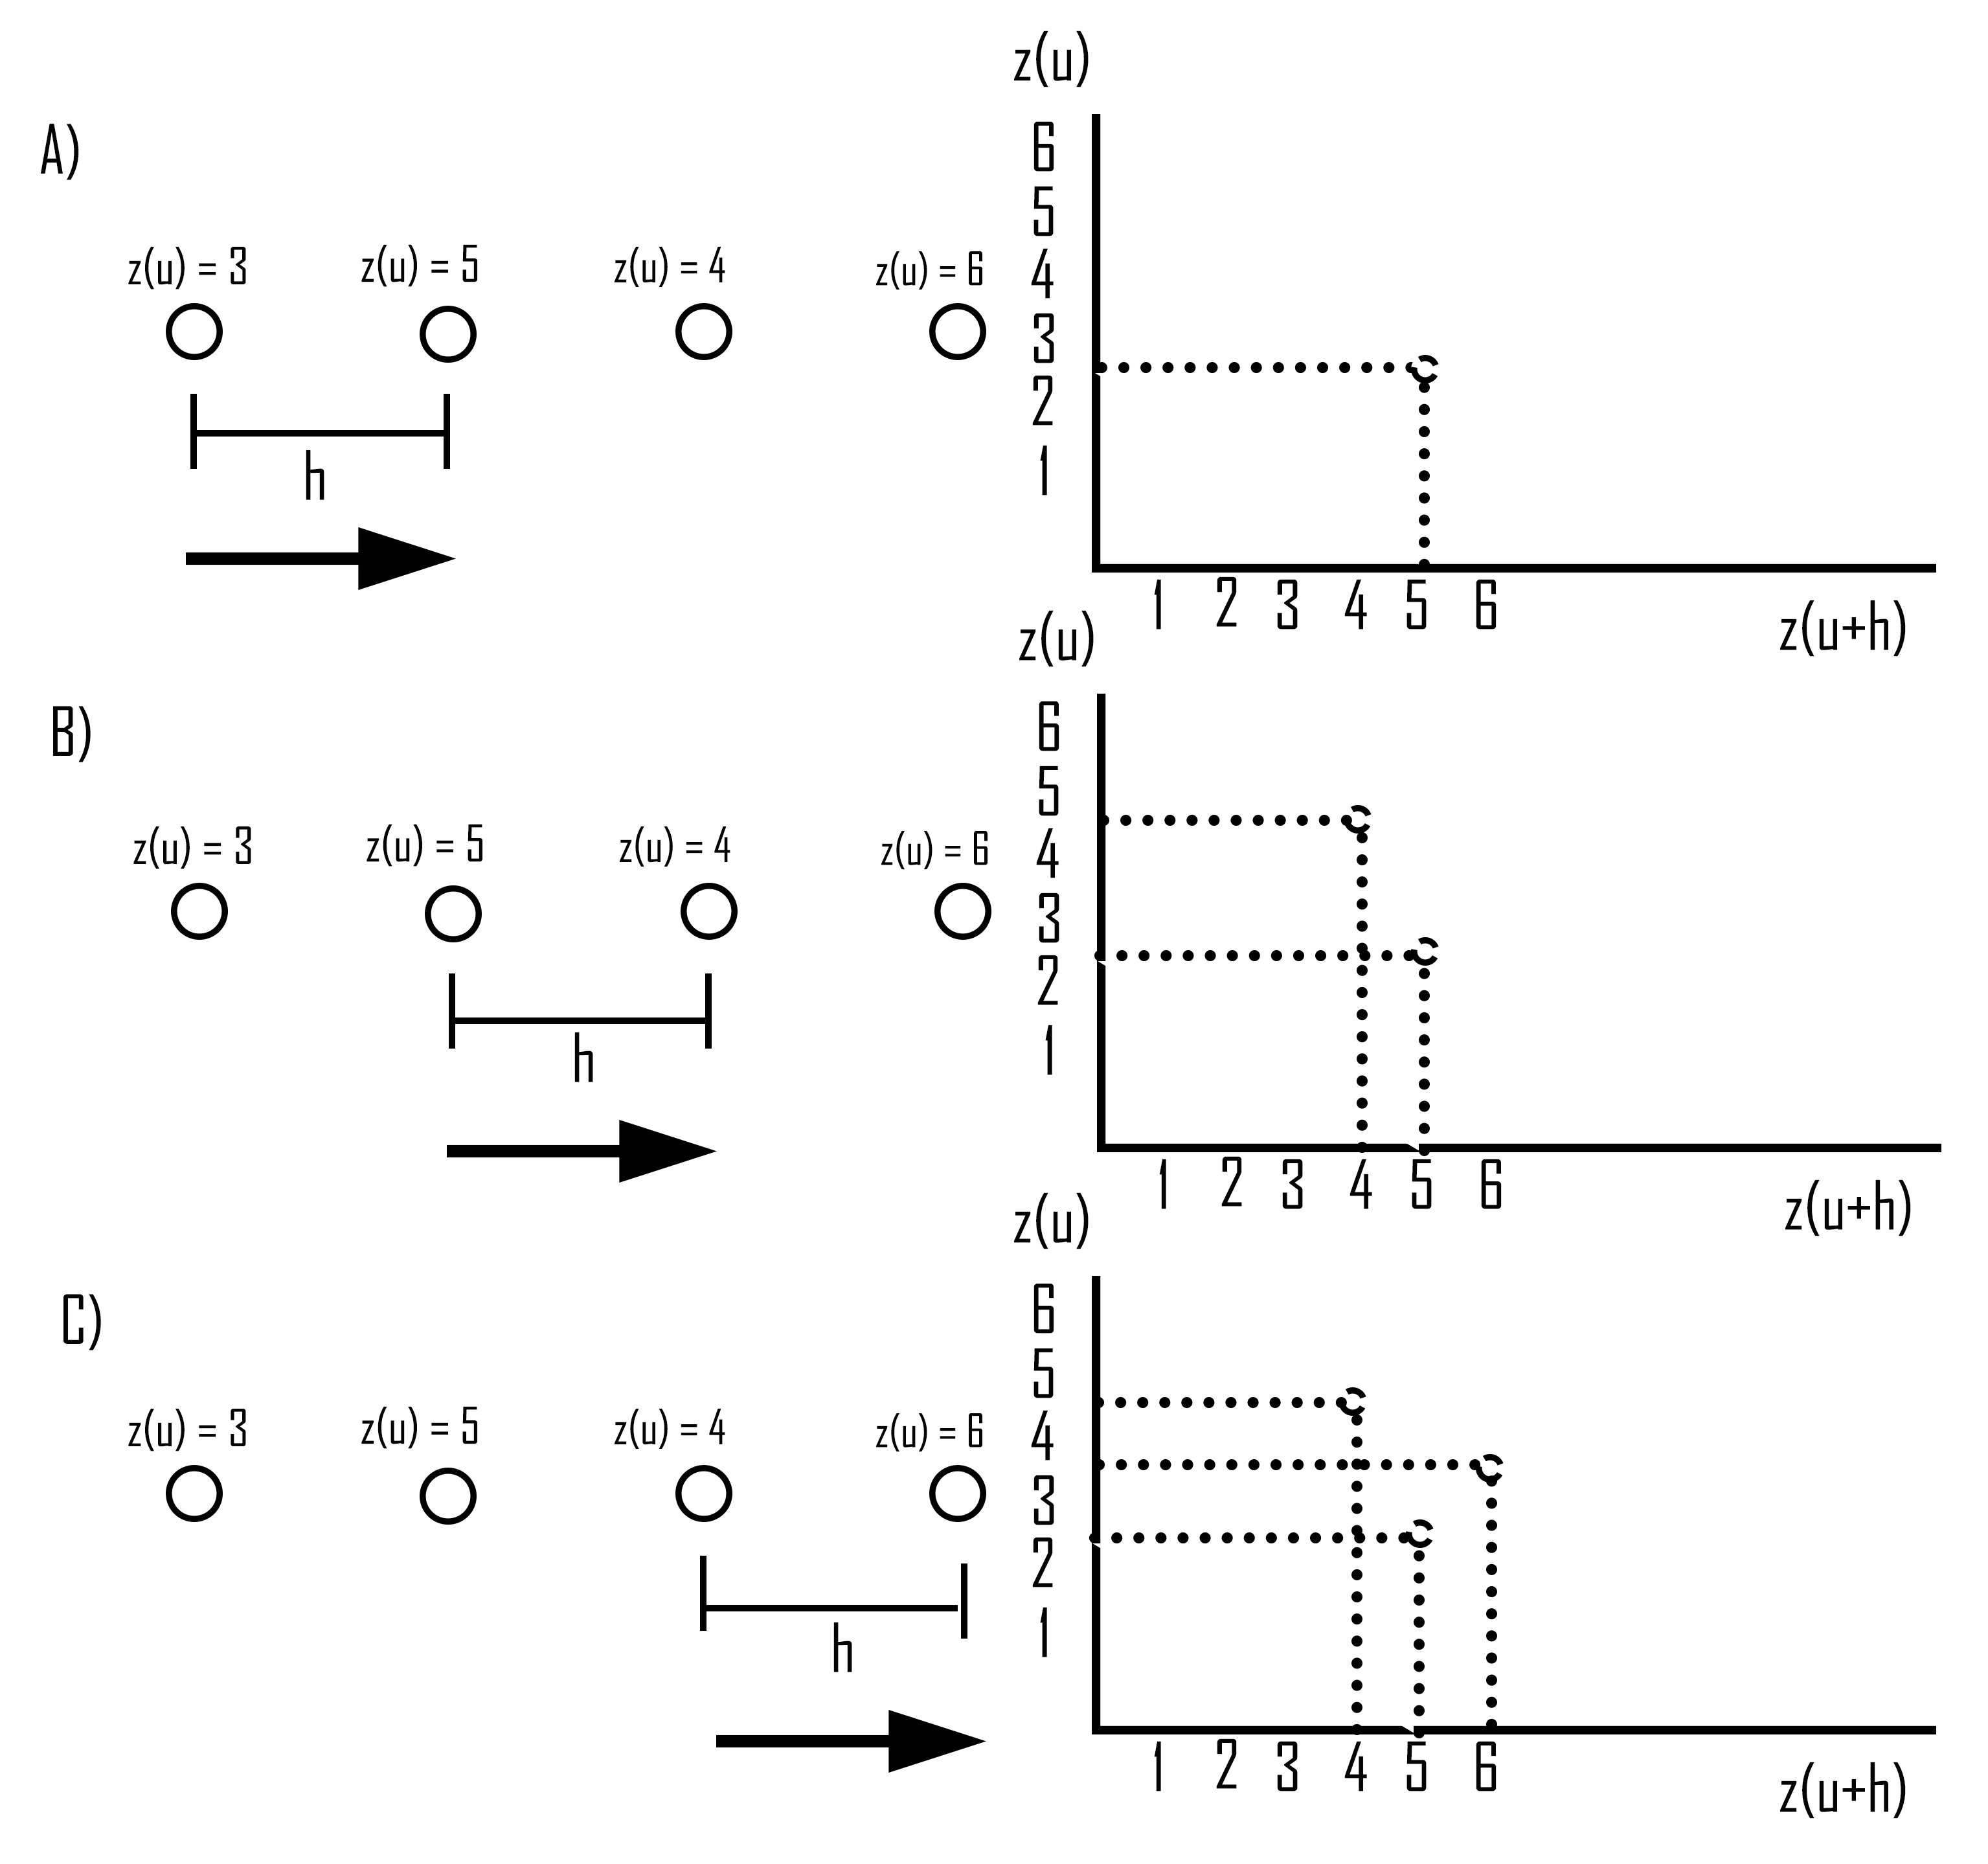 z(u)
A)
6
5
4
3
2
1
z(u) = 3 z(u) = 5 z(u) = 4 z(u) = 6
h
1 2 3 4 5 6
z(u+h)
z(u)
B)
6
5
4
3
2
1
z(u) = 3 z(u) = 5 z(u) = 4 z(u) = 6
h
1 2 3 4 5 6
z(u+h)
z(u)
C)
6
5
4
3
2
1
z(u) = 3 z(u) = 5 z(u) = 4 z(u) = 6
h
1 2 3 4 5 6
z(u+h)